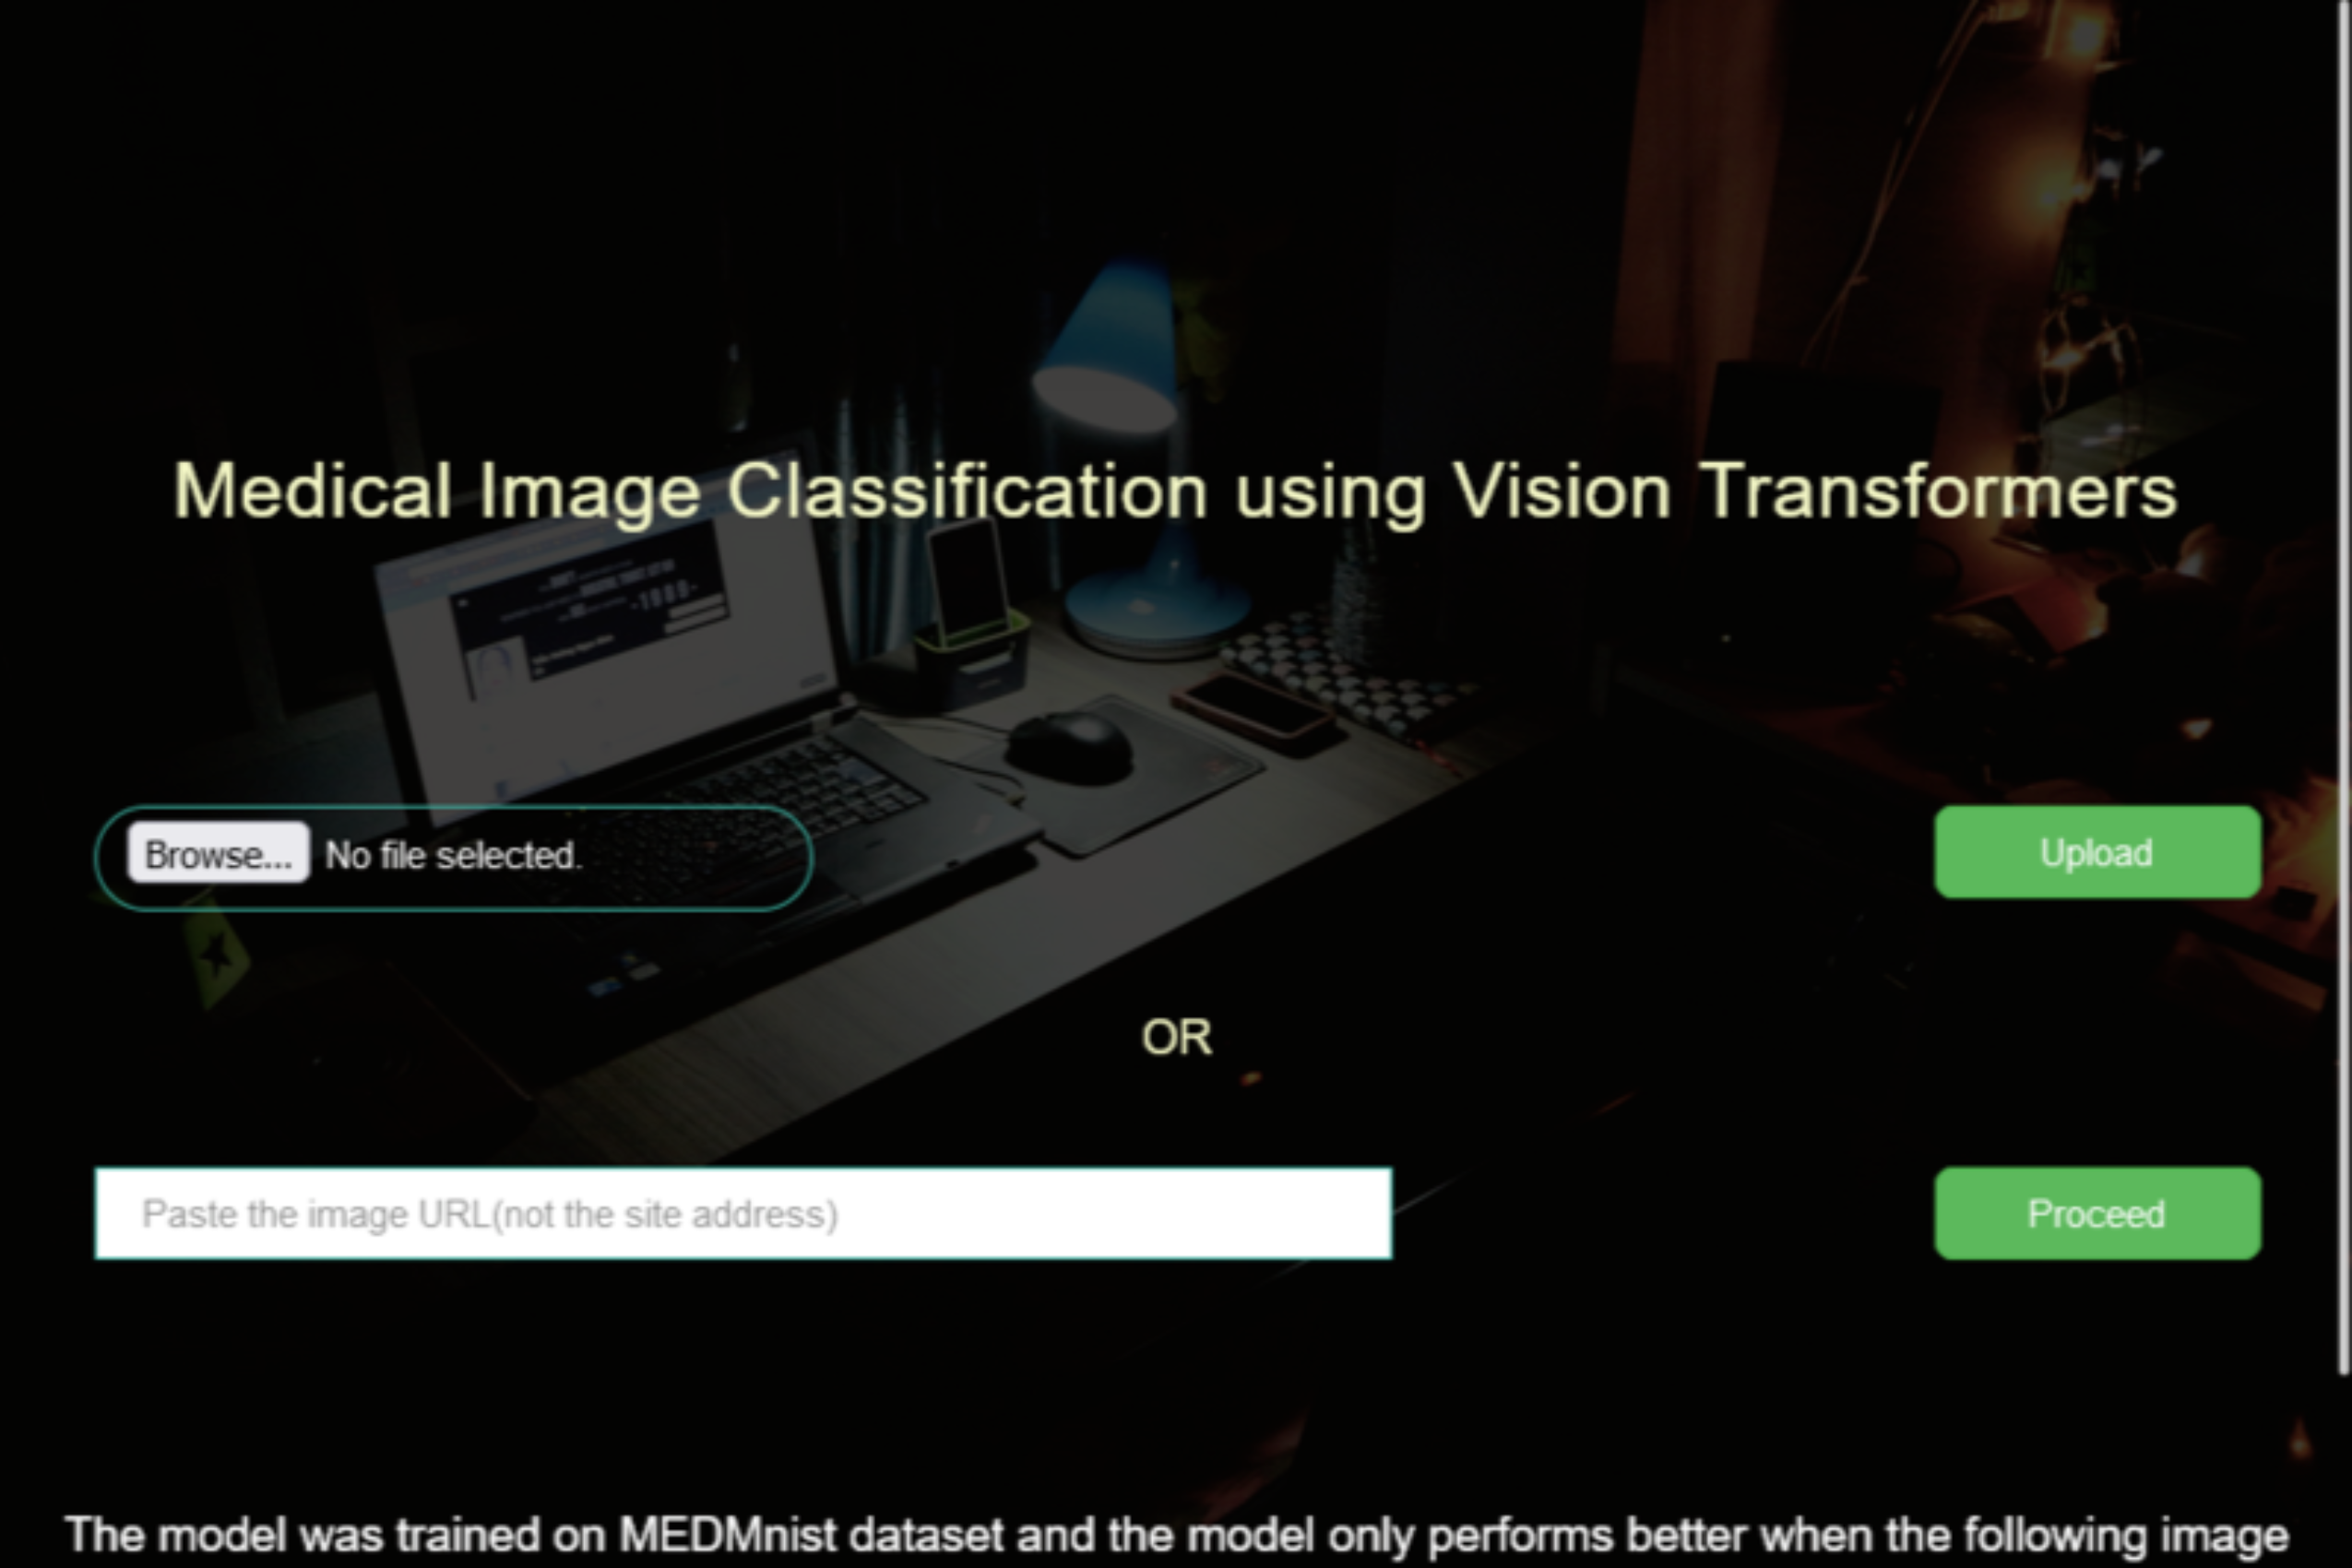 Medical Image Classification using Vision Transformers
Browse... No file selected.
Upload
OR
Paste the image URL(not the site address)
Proceed
The model was trained on MEDMnist dataset and the model only performs better when the following image